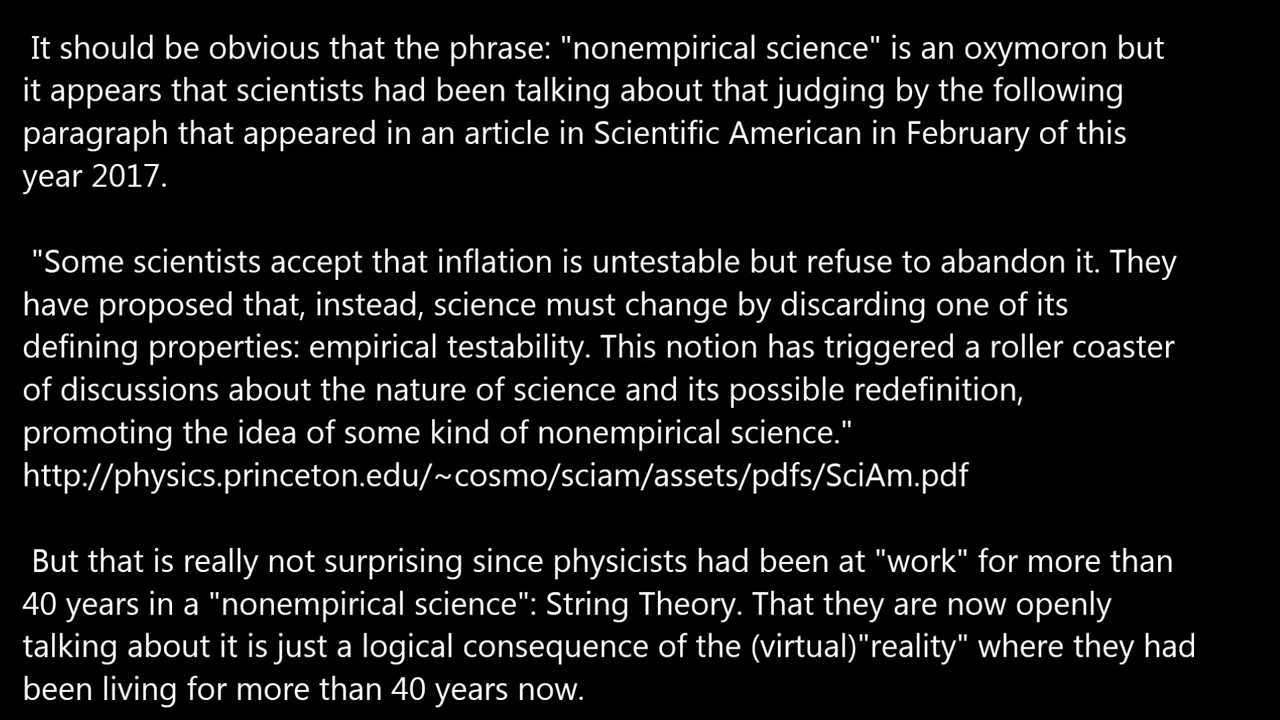 It should be obvious that the phrase: "nonempirical science" is an oxymoron but
it appears that scientists had been talking about that judging by the following
paragraph that appeared in an article in Scientific American in February of this
year 2017.
"Some scientists accept that inflation is untestable but refuse to abandon it. They
have proposed that, instead, science must change by discarding one of its
defining properties: empirical testability. This notion has triggered a roller coaster
of discussions about the nature of science and its possible redefinition,
promoting the idea of some kind of nonempirical science."
http://physics.princeton.edu/~cosmo/sciam/assets/pdfs/SciAm.pdf
But that is really not surprising since physicists had been at "work" for more than
40 years in a "nonempirical science": String Theory. That they are now openly
talking about it is just a logical consequence of the (virtual)"reality" where they had
been living for more than 40 years now.